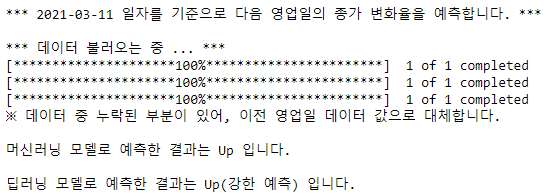 *** 2021-03-11 일자를 기준으로 다음 영업일의 종가 변화율을 예측합니다. ***
*** 데이터 불러오는 중 ... ***
[*********************100%***********************]  1 of 1 completed
[*********************100%***********************]  1 of 1 completed
[*********************100%***********************]  1 of 1 completed
※ 데이터 중 누락된 부분이 있어, 이전 영업일 데이터 값으로 대체합니다.
머신러닝 모델로 예측한 결과는 Up 입니다.
딥러닝 모델로 예측한 결과는 Up(강한 예측) 입니다.